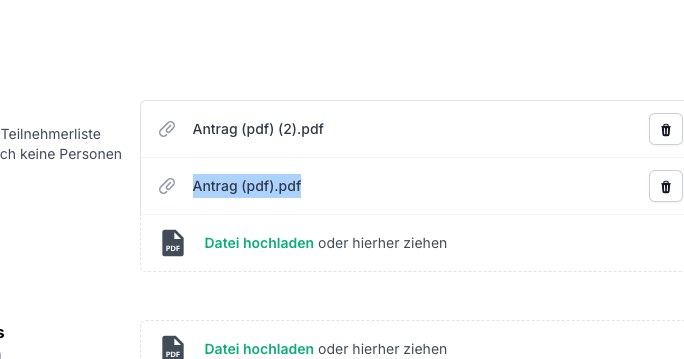 Teilnehmerliste
ch keine Personen
Antrag (pdf) (2).pdf
Antrag (pdf).pdf
PDF Datei hochladen oder hierher ziehen
s
PDF Datei hochladen oder hierher ziehen